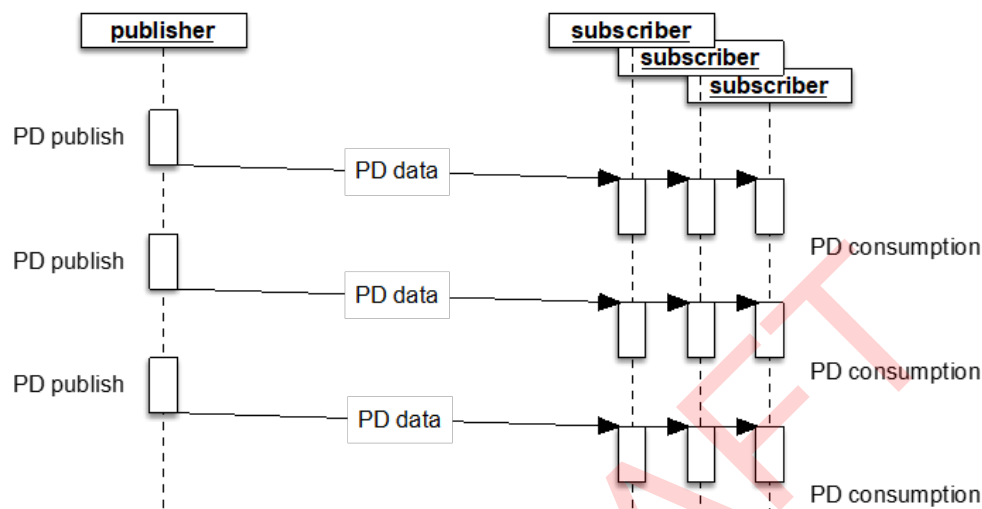 publisher
subscriber
subscriber
subscriber
PD publish
PD data
PD consumption
PD publish
PD data
PD consumption
PD publish
PD data
PD consumption
AFT